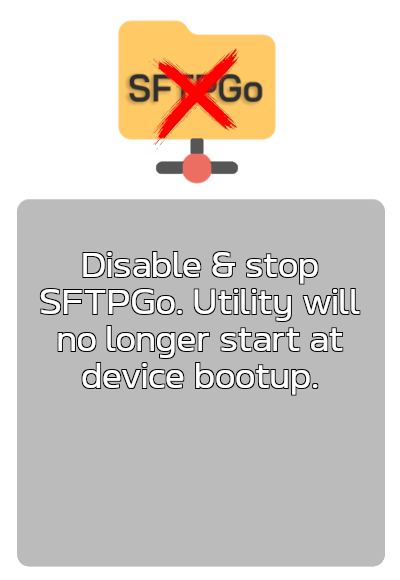 SFTPGo
Disable & stop
SFTPGo. Utility will
no longer start at
device bootup.